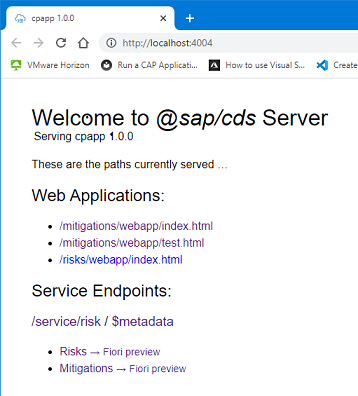 cpapp 1.0.0
http://localhost:4004
VMware Horizon
Run a CAP Applicati...
How to use Visual S...
Create
Welcome to @sap/cds Server
Serving cpapp 1.0.0
These are the paths currently served …
Web Applications:
/mitigations/webapp/index.html
/mitigations/webapp/test.html
/risks/webapp/index.html
Service Endpoints:
/service/risk / $metadata
Risks → Fiori preview
Mitigations → Fiori preview